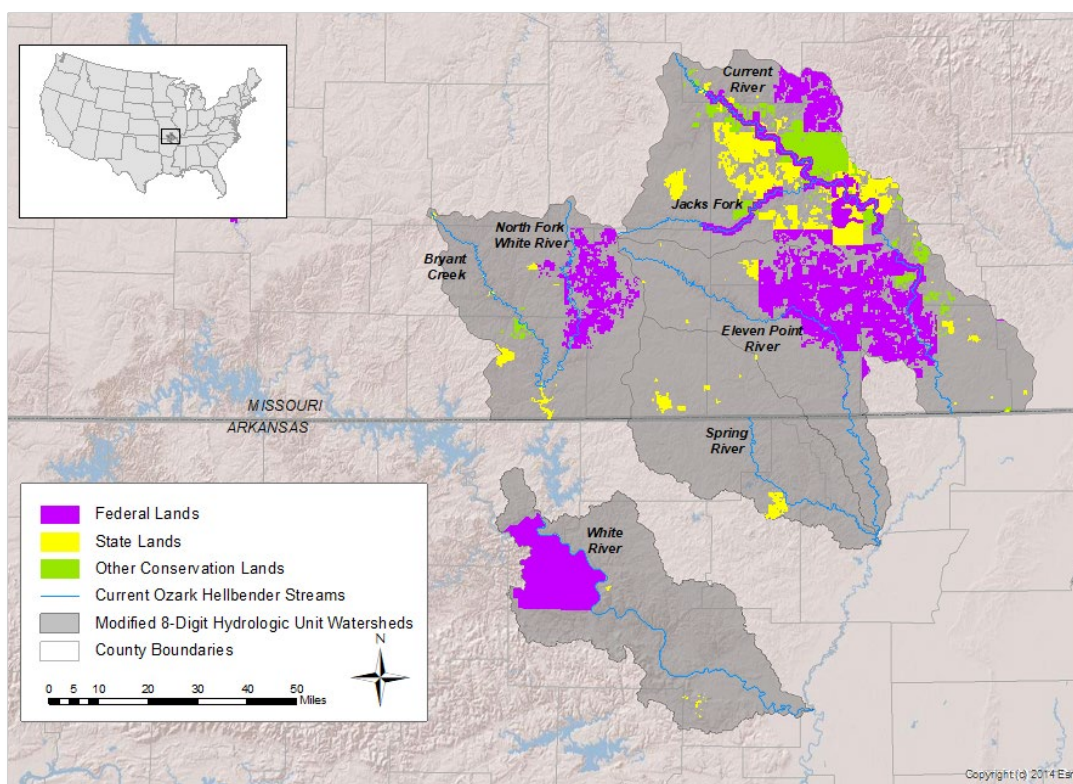 Current
River
Jacks Fork
North Fork
White River
Bryant
Creek
Eleven Point
River
MISSOURI
ARKANSAS
Spring
River
White
River
Federal Lands
State Lands
Other Conservation Lands
Current Ozark Hellbender Streams
Modified 8-Digit Hydrologic Unit Watersheds
County Boundaries
N
0 5 10 20 30 40 50
Miles
Copyright:(c) 2014 Esri